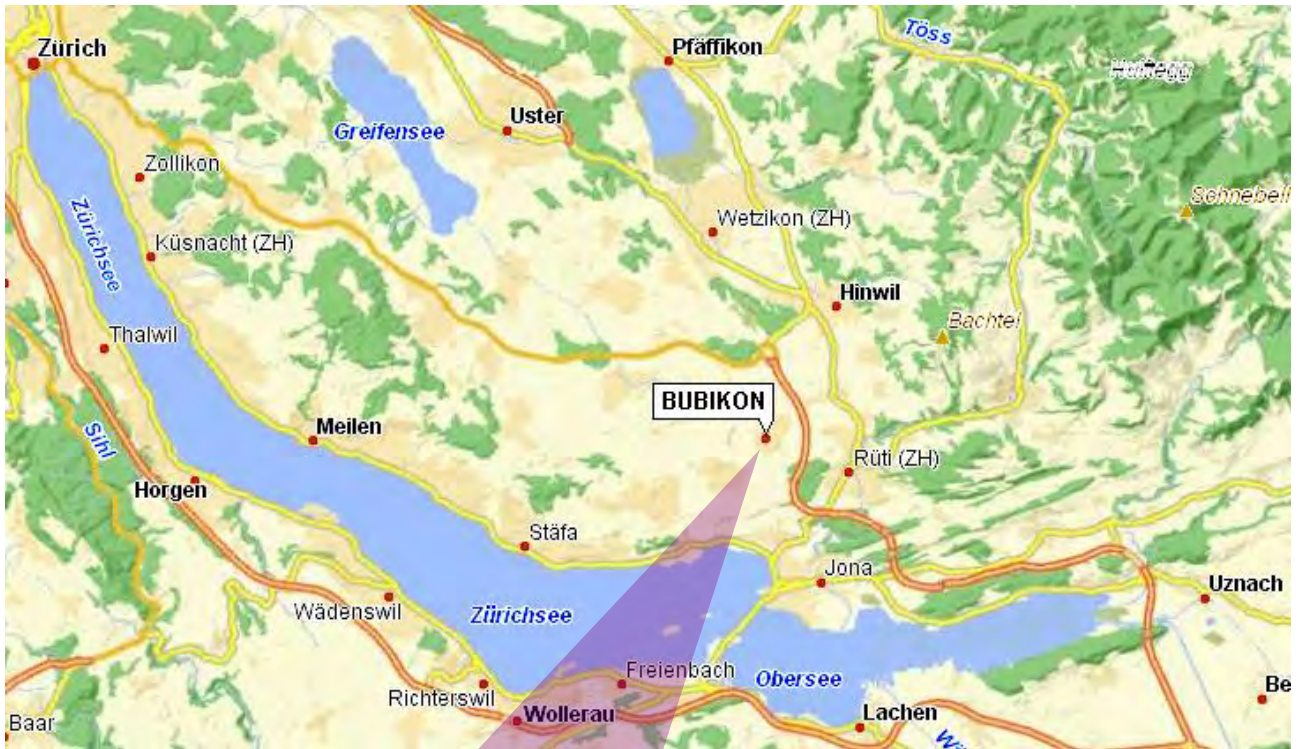 Zürich
Pfäffikon
Töss
Greifensee
Uster
Zollikon
Schnebell
Zürichsee
Küsnacht (ZH)
Wetzikon (ZH)
Hinwil
Thalwil
Bachtel
BUBIKON
Sihl
Meilen
Rüti (ZH)
Horgen
Stäfa
Jona
Uznach
Wädenswil
Zürichsee
Freienbach
Obersee
Be
Richterswil
Baar
Wollerau
Lachen